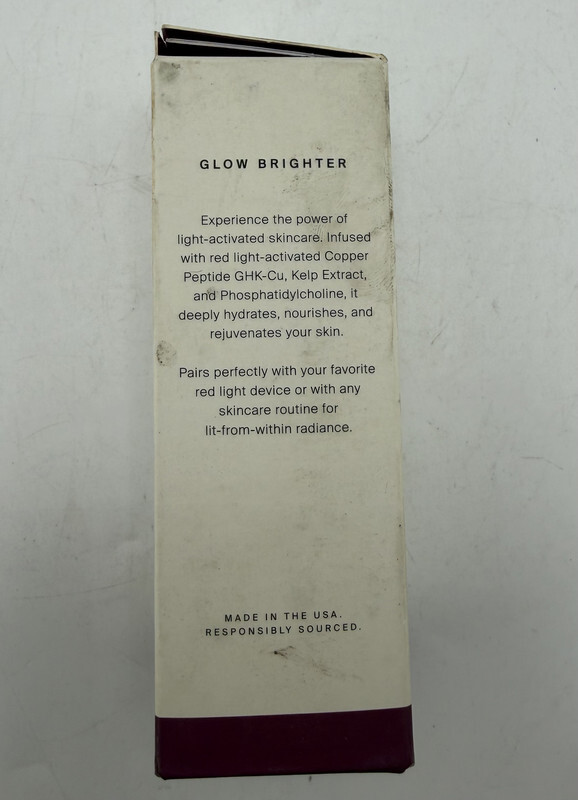 GLOW BRIGHTER
Experience the power of
light-activated skincare. Infused
with red light-activated Copper
Peptide GHK-Cu, Kelp Extract,
and Phosphatidylcholine, it
deeply hydrates, nourishes, and
rejuvenates your skin.
Pairs perfectly with your favorite
red light device or with any
skincare routine for
lit-from-within radiance.
MADE IN THE USA.
RESPONSIBLY SOURCED.